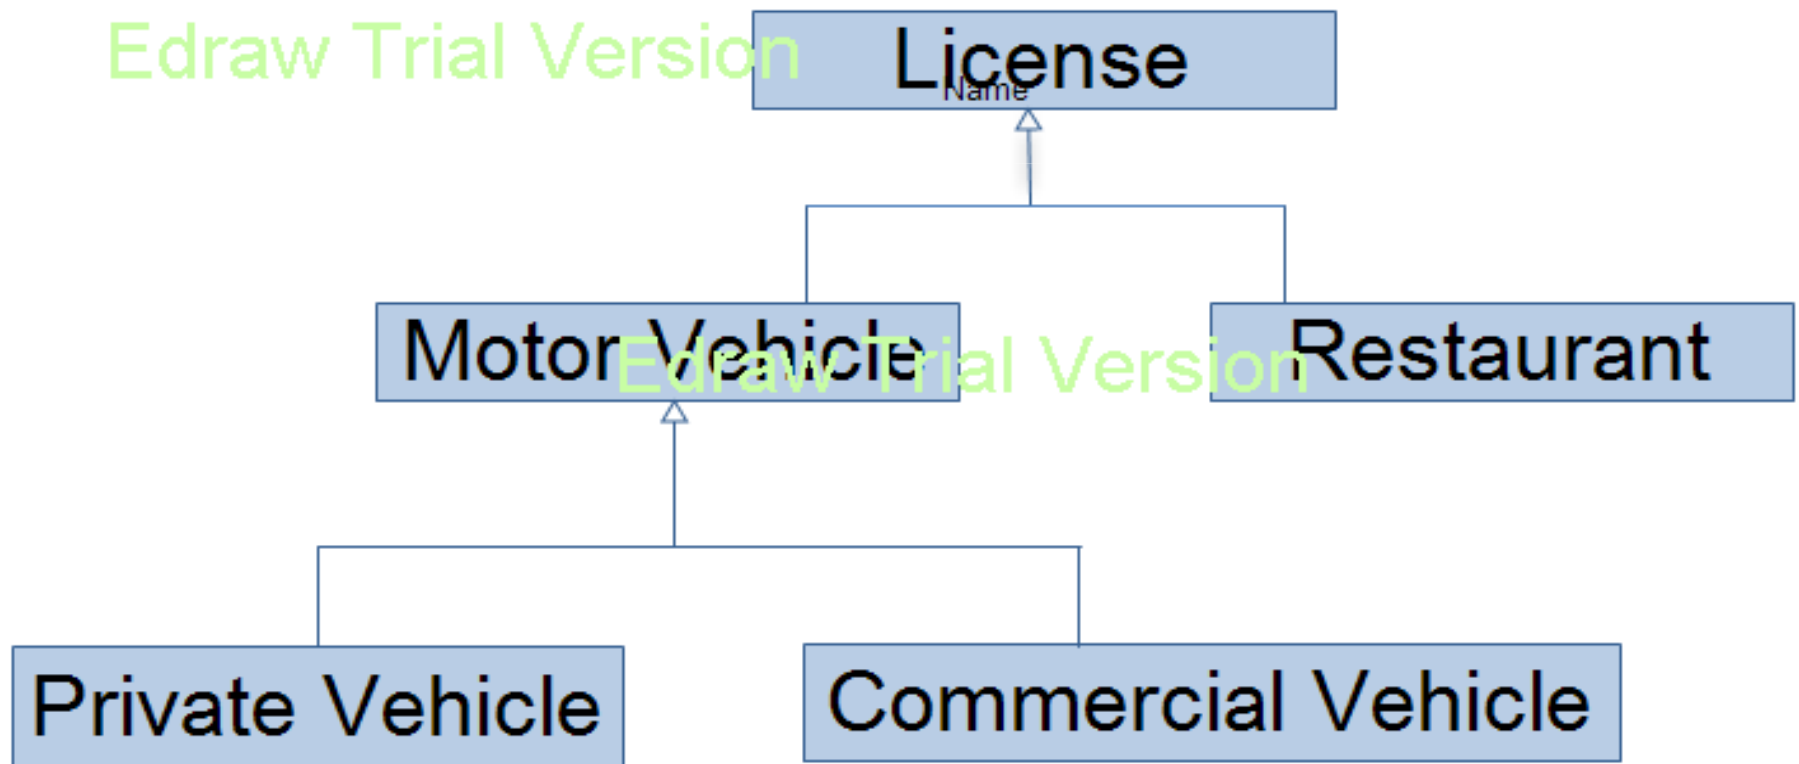 Edraw Trial Version
License
Name
Motor Vehicle
Edraw Trial Version
Restaurant
Private Vehicle
Commercial Vehicle